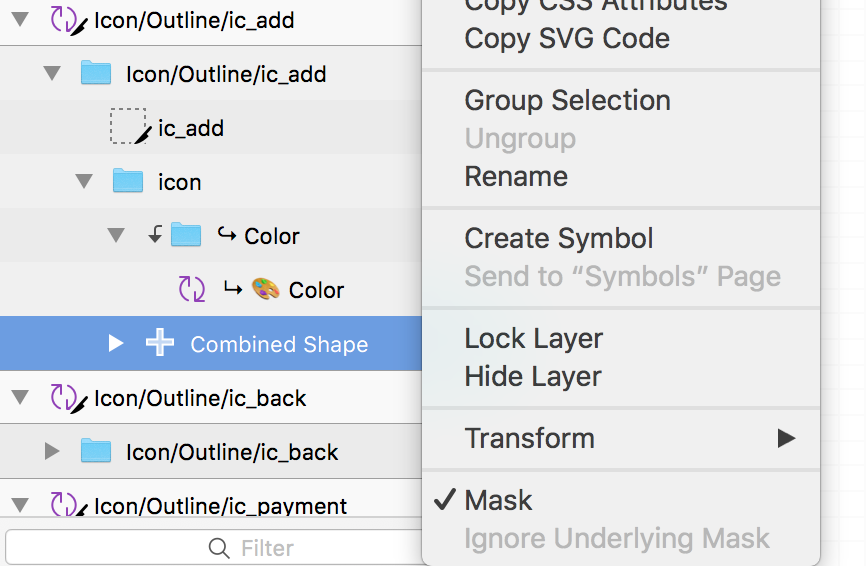 Icon/Outline/ic_add
Icon/Outline/ic_add
ic_add
icon
Color
Color
Combined Shape
Icon/Outline/ic_back
Icon/Outline/ic_back
Icon/Outline/ic_payment
Filter
Copy CSS Attributes
Copy SVG Code
Group Selection
Ungroup
Rename
Create Symbol
Send to “Symbols” Page
Lock Layer
Hide Layer
Transform
Mask
Ignore Underlying Mask